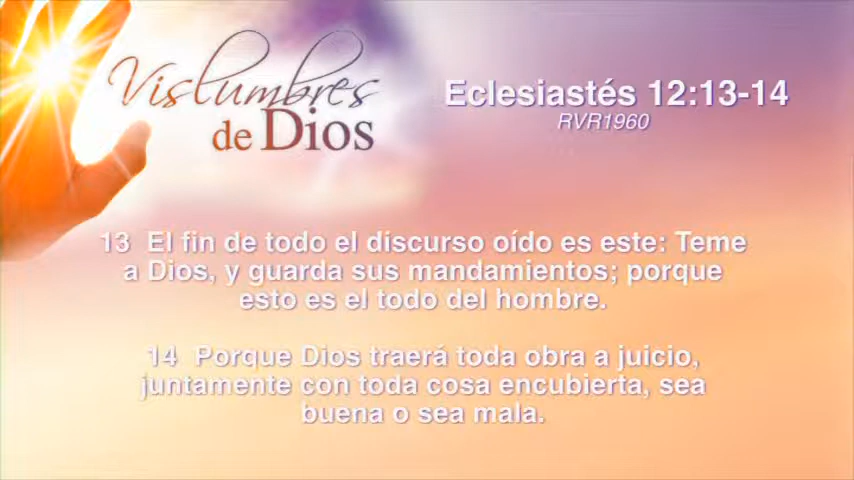 Vislumbres
de Dios
Eclesiastés 12:13-14
RVR1960
13 El fin de todo el discurso oído es este: Teme
a Dios, y guarda sus mandamientos; porque
esto es el todo del hombre.
14 Porque Dios traerá toda obra a juicio,
juntamente con toda cosa encubierta, sea
buena o sea mala.